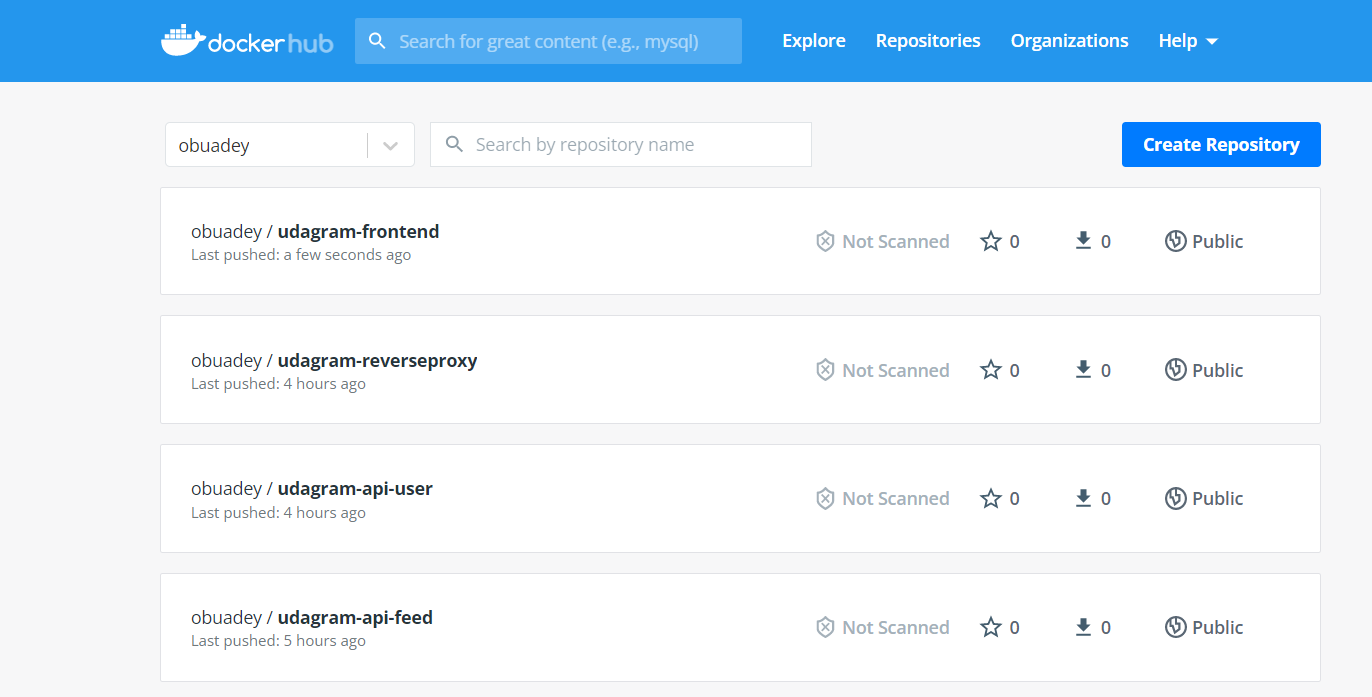 dockerhub Search for great content (e.g., mysql) Explore Repositories Organizations Help
obuadey Search by repository name Create Repository
obuadey / udagram-frontend
Last pushed: a few seconds ago
Not Scanned 0 0 Public
obuadey / udagram-reverseproxy
Last pushed: 4 hours ago
Not Scanned 0 0 Public
obuadey / udagram-api-user
Last pushed: 4 hours ago
Not Scanned 0 0 Public
obuadey / udagram-api-feed
Last pushed: 5 hours ago
Not Scanned 0 0 Public